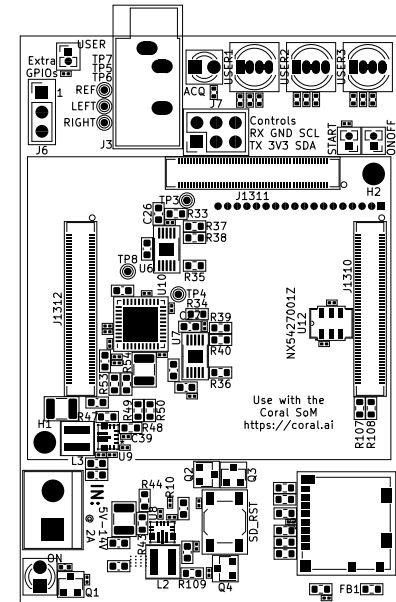 USER
Extra
GPIOs
TP7
TP5
TP6
REF
LEFT
RIGHT
1
J6
J3
ACQ
USER1
USER2
USER3
J7
Controls
RX GND SCL
TX 3V3 SDA
START
ONOFF
J1311
H2
TP3
C26
R33
R37
R38
TP8
U6
U10
R35
TP4
R34
R39
U7
R40
R36
J1312
J1310
NX5427001Z
U12
R54
R53
R47
R49
R50
R48
C39
H1
L3
U9
Use with the
Coral SoM
https://coral.ai
R107
R108
IN:
5V-14V
@ 2A
R44
R10
U8
R43
Q2
Q3
SD_RST
L2
R109
Q4
ON
Q1
FB1